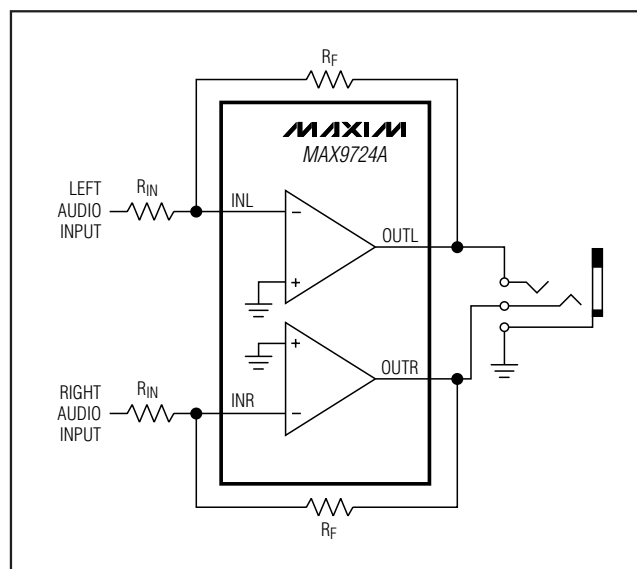 RF
MAXIM
MAX9724A
LEFT
AUDIO
INPUT
RIN
INL
−
OUTL
+
+
OUTR
RIGHT
AUDIO
INPUT
RIN
INR
−
RF